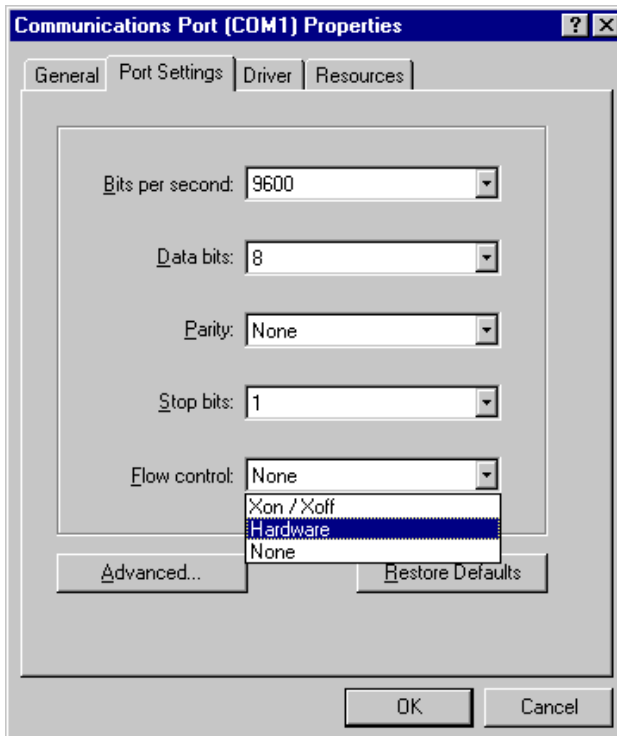 Communications Port (COM1) Properties
General Port Settings Driver Resources
Bits per second: 9600
Data bits: 8
Parity: None
Stop bits: 1
Flow control: None
Xon / Xoff
Hardware
None
Advanced... Restore Defaults
OK Cancel